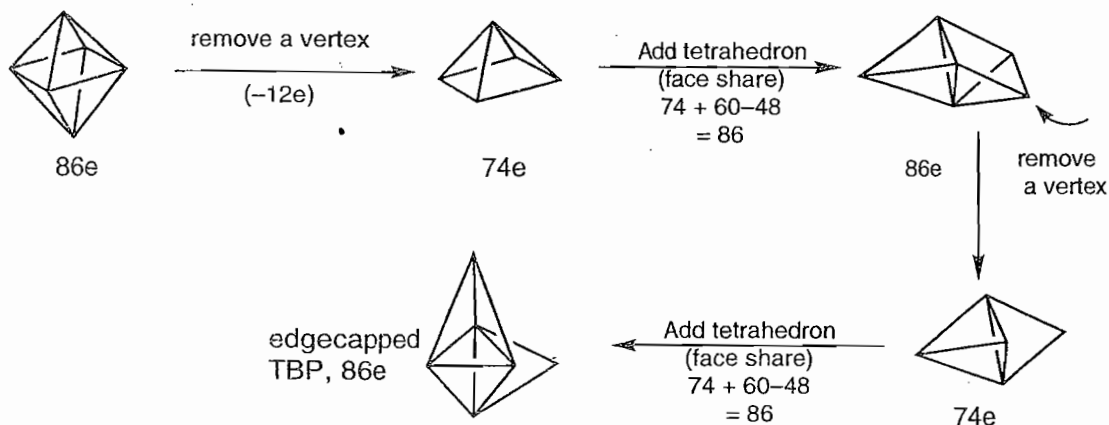 remove a vertex
(–12e)
86e
74e
Add tetrahedron
(face share)
74 + 60–48
= 86
86e
remove
a vertex
74e
Add tetrahedron
(face share)
74 + 60–48
= 86
edgecapped
TBP, 86e